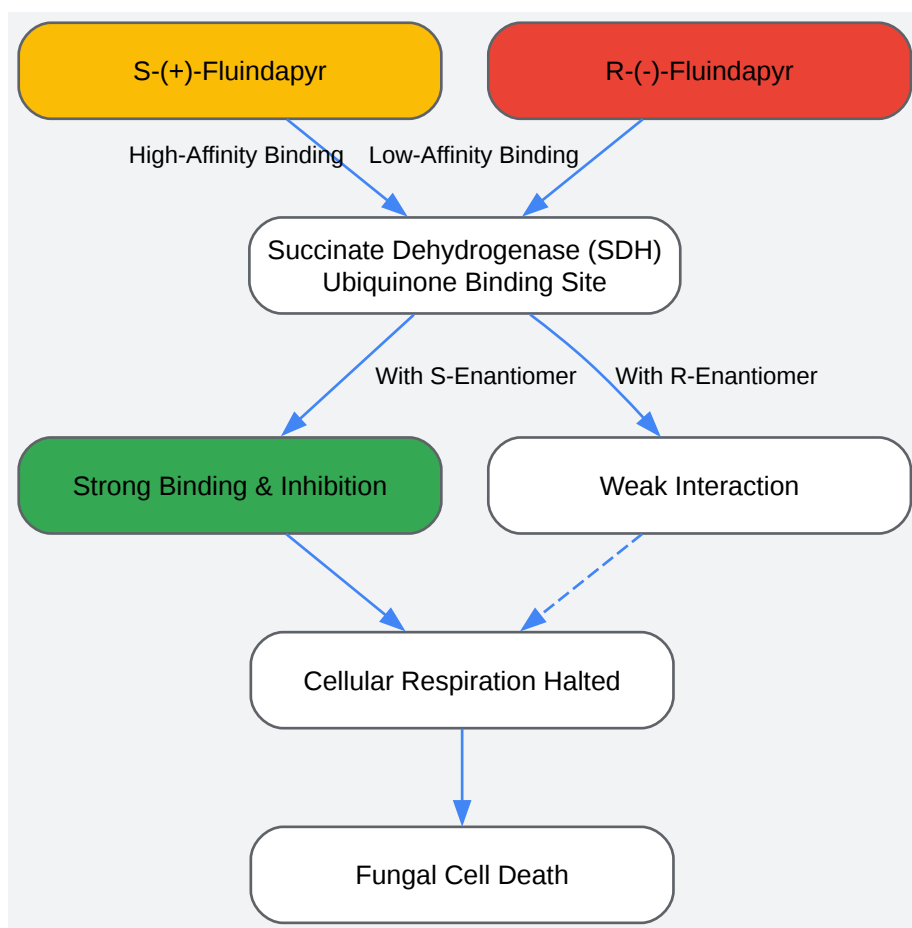 S-(+)-Fluindapyr
R-(-)-Fluindapyr
High-Affinity Binding
Low-Affinity Binding
Succinate Dehydrogenase (SDH)
Ubiquinone Binding Site
With S-Enantiomer
With R-Enantiomer
Strong Binding & Inhibition
Weak Interaction
Cellular Respiration Halted
Fungal Cell Death